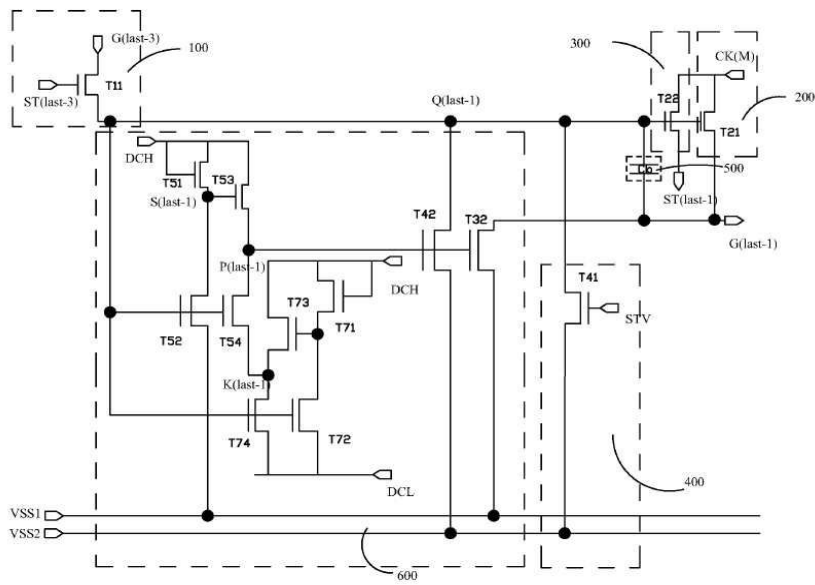 G(last-3)
100
T11
ST(last-3)
300
CK(M)
Q(last-1)
T22
T21
200
DCH
T51
T53
S(last-1)
Cb
500
ST(last-1)
T42
T32
G(last-1)
P(last-1)
DCH
T41
T73
T71
STV
T52
T54
K(last-1)
T74
T72
DCL
400
VSS1
VSS2
600